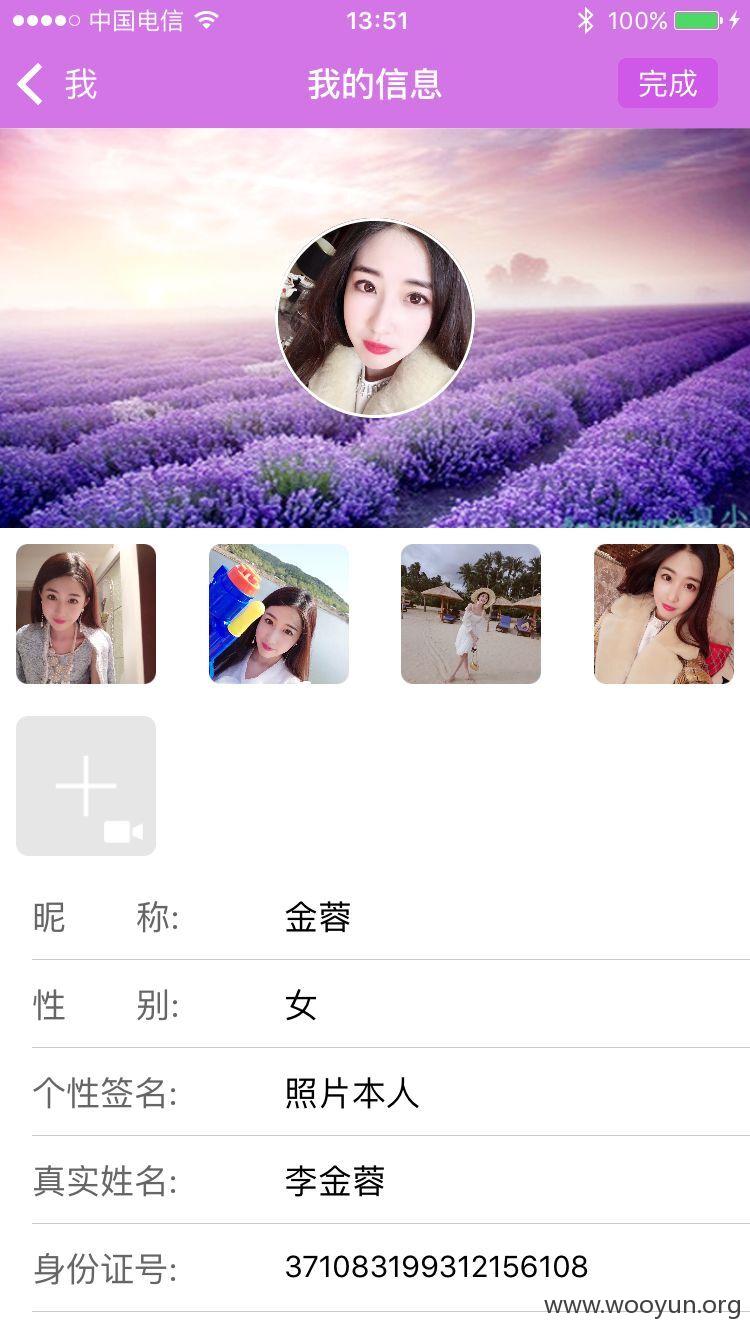 中国电信 13:51 100%
我 我的信息 完成
昵 称: 金蓉
性 别: 女
个性签名: 照片本人
真实姓名: 李金蓉
身份证号: 371083199312156108
www.wooyun.org